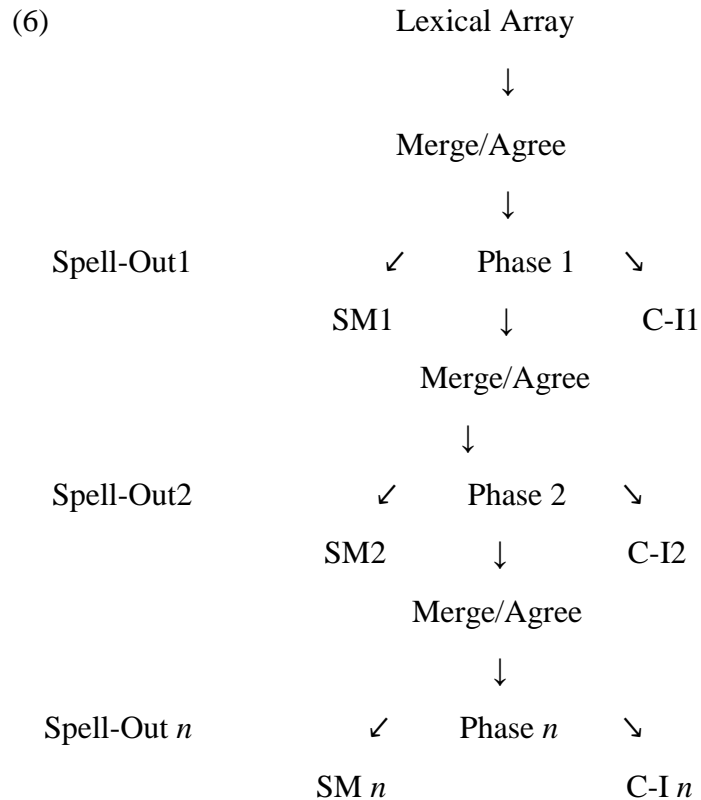 (6) Lexical Array
↓
Merge/Agree
↓
Spell-Out1 ↙ Phase 1 ↘
SM1 ↓ C-I1
Merge/Agree
↓
Spell-Out2 ↙ Phase 2 ↘
SM2 ↓ C-I2
Merge/Agree
↓
Spell-Out n ↙ Phase n ↘
SM n C-I n